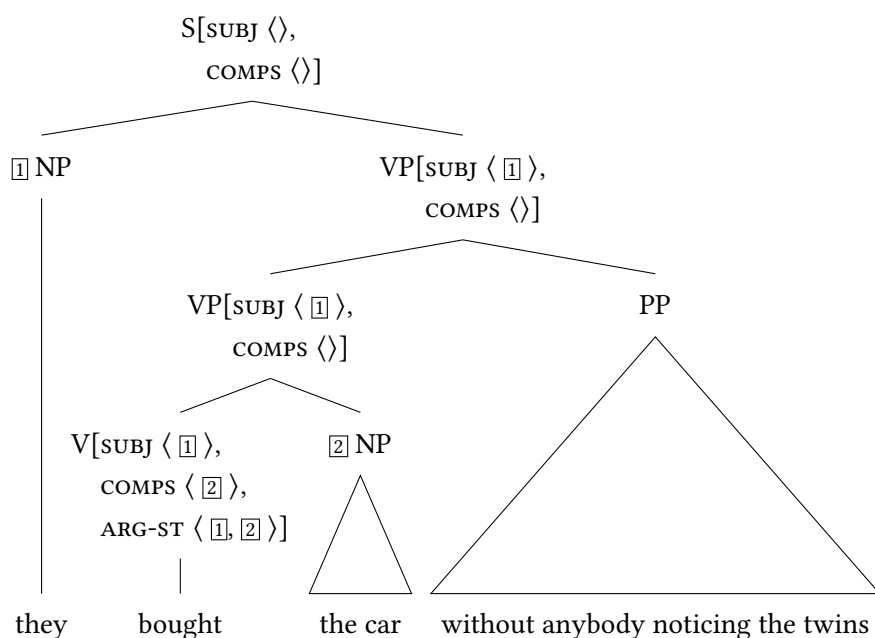 S[SUBJ ⟨⟩,
COMPS ⟨⟩]
1 NP
VP[SUBJ ⟨ 1 ⟩,
COMPS ⟨⟩]
VP[SUBJ ⟨ 1 ⟩,
COMPS ⟨⟩]
PP
V[SUBJ ⟨ 1 ⟩,
COMPS ⟨ 2 ⟩,
ARG-ST ⟨ 1, 2 ⟩]
2 NP
they bought the car without anybody noticing the twins